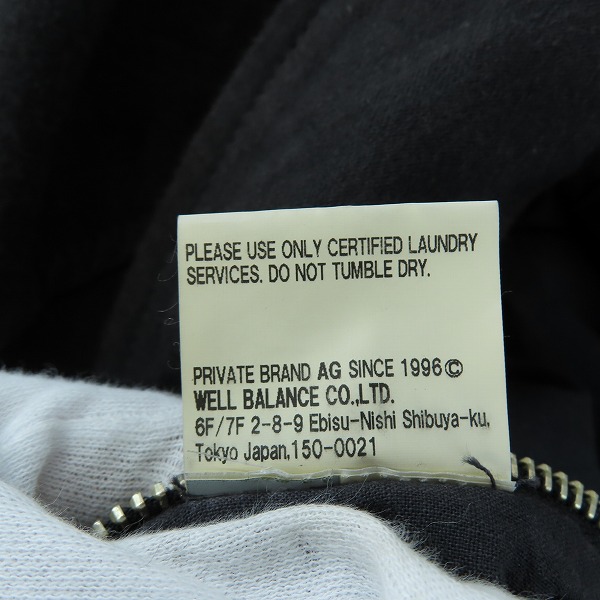 PLEASE USE ONLY CERTIFIED LAUNDRY
SERVICES. DO NOT TUMBLE DRY.
PRIVATE BRAND AG SINCE 1996©
WELL BALANCE CO.,LTD.
6F/7F 2-8-9 Ebisu-Nishi Shibuya-ku,
Tokyo Japan,150-0021